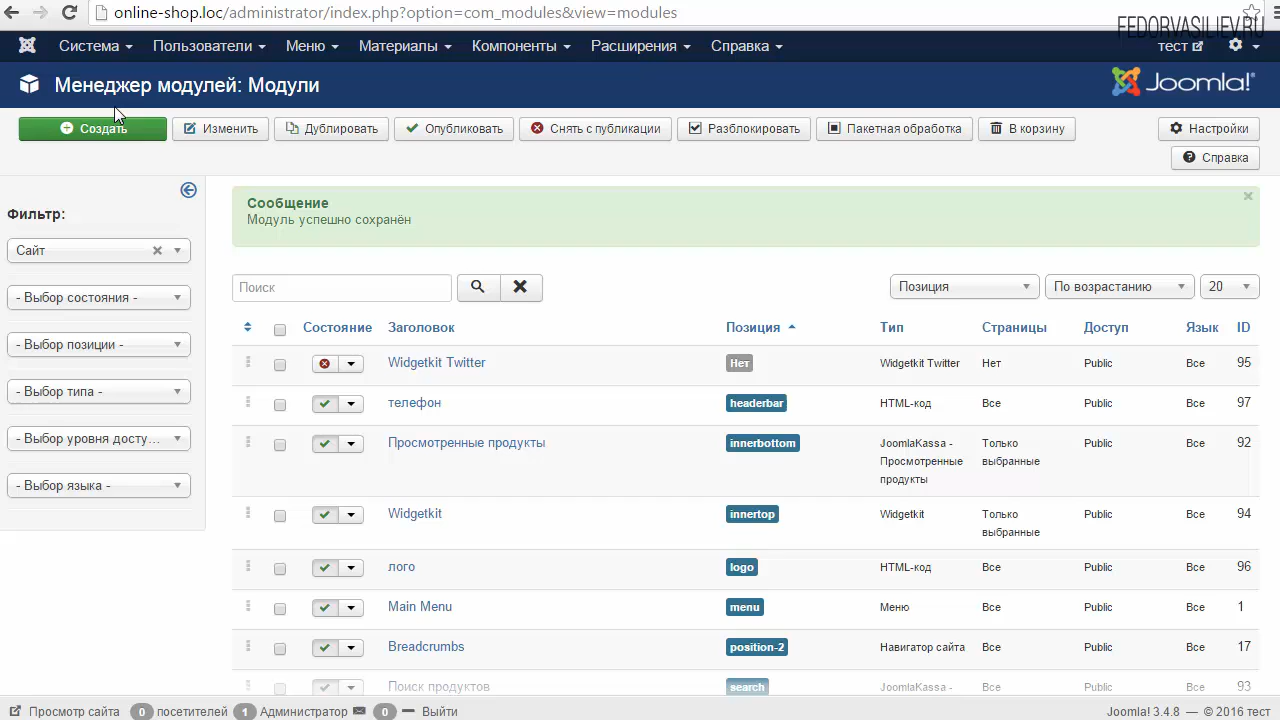 online-shop.loc/administrator/index.php?option=com_modules&view=modules
FEDORVASILIEV.RU
Система Пользователи Меню Материалы Компоненты Расширения Справка тест
Менеджер модулей: Модули Joomla!
Создать Изменить Дублировать Опубликовать Снять с публикации Разблокировать Пакетная обработка В корзину Настройки
Справка
Фильтр:
Сайт
- Выбор состояния -
- Выбор позиции -
- Выбор типа -
- Выбор уровня досту...
- Выбор языка -
Сообщение
Модуль успешно сохранён
Поиск Позиция По возрастанию 20
Состояние Заголовок Позиция Тип Страницы Доступ Язык ID
Widgetkit Twitter Нет Widgetkit Twitter Нет Public Все 95
телефон headerbar HTML-код Все Public Все 97
Просмотренные продукты innerbottom JoomlaKassa - Только Public Все 92
Просмотренные выбранные
продукты
Widgetkit innertop Widgetkit Только Public Все 94
выбранные
лого logo HTML-код Все Public Все 96
Main Menu menu Меню Все Public Все 1
Breadcrumbs position-2 Навигатор сайта Все Public Все 17
Поиск продуктов search JoomlaKassa - Все Public Все 93
Просмотр сайта 0 посетителей 1 Администратор 0 Выйти Joomla! 3.4.8 — © 2016 тест